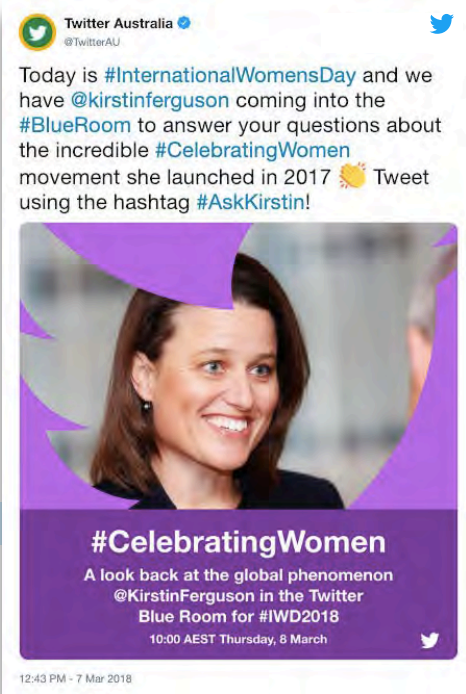 Twitter Australia
@TwitterAU
Today is #InternationalWomensDay and we
have @kirstinferguson coming into the
#BlueRoom to answer your questions about
the incredible #CelebratingWomen
movement she launched in 2017 👏 Tweet
using the hashtag #AskKirstin!
#CelebratingWomen
A look back at the global phenomenon
@KirstinFerguson in the Twitter
Blue Room for #IWD2018
10:00 AEST Thursday, 8 March
12:43 PM - 7 Mar 2018